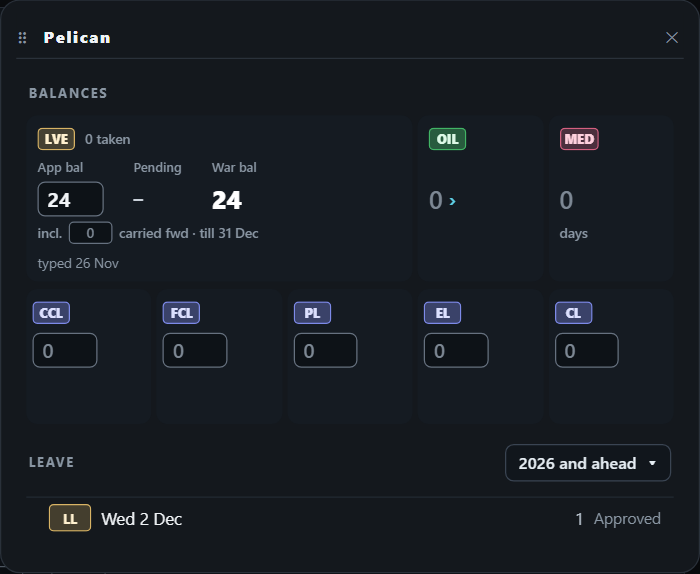 Pelican
BALANCES
LVE 0 taken
App bal Pending War bal
24 – 24
incl. 0 carried fwd · till 31 Dec
typed 26 Nov
OIL
0 ›
MED
0
days
CCL
0
FCL
0
PL
0
EL
0
CL
0
LEAVE
2026 and ahead
LL Wed 2 Dec 1 Approved